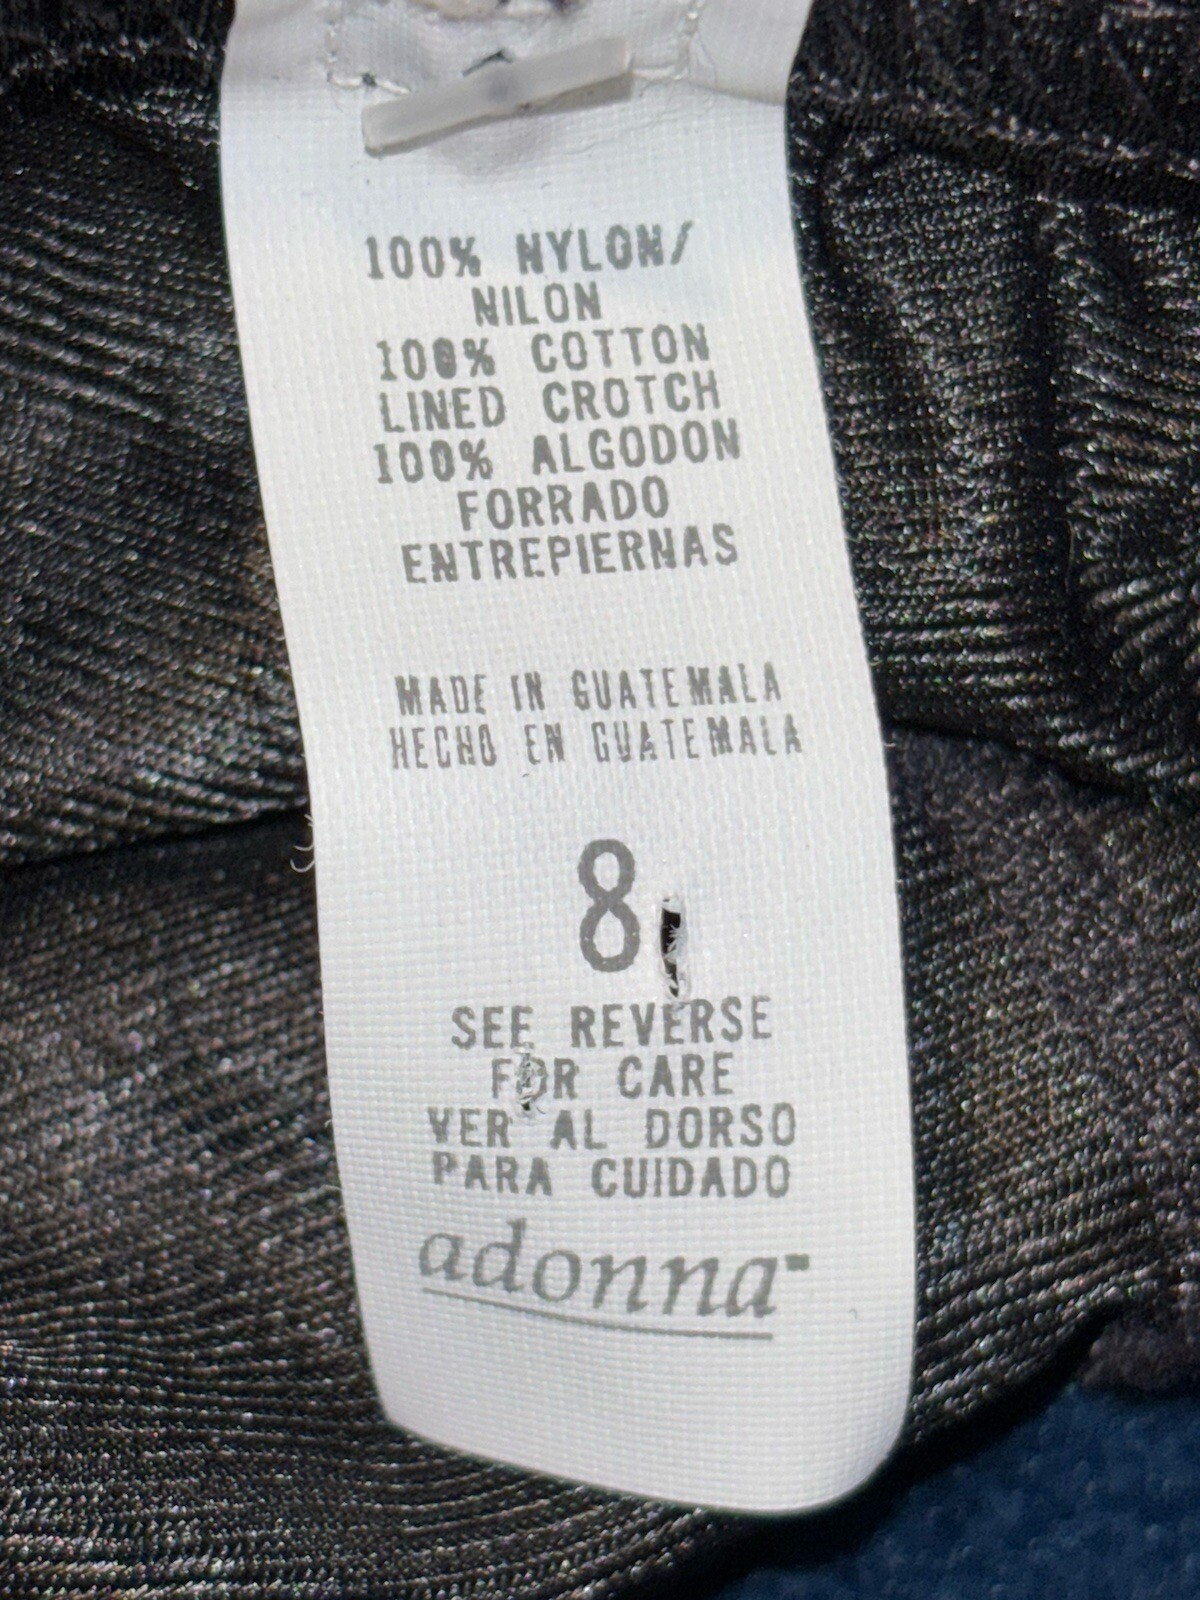 100% NYLON/
NILON
100% COTTON
LINED CROTCH
100% ALGODON
FORRADO
ENTREPIERNAS
MADE IN GUATEMALA
HECHO EN GUATEMALA
8
SEE REVERSE
FOR CARE
VER AL DORSO
PARA CUIDADO
adonna™